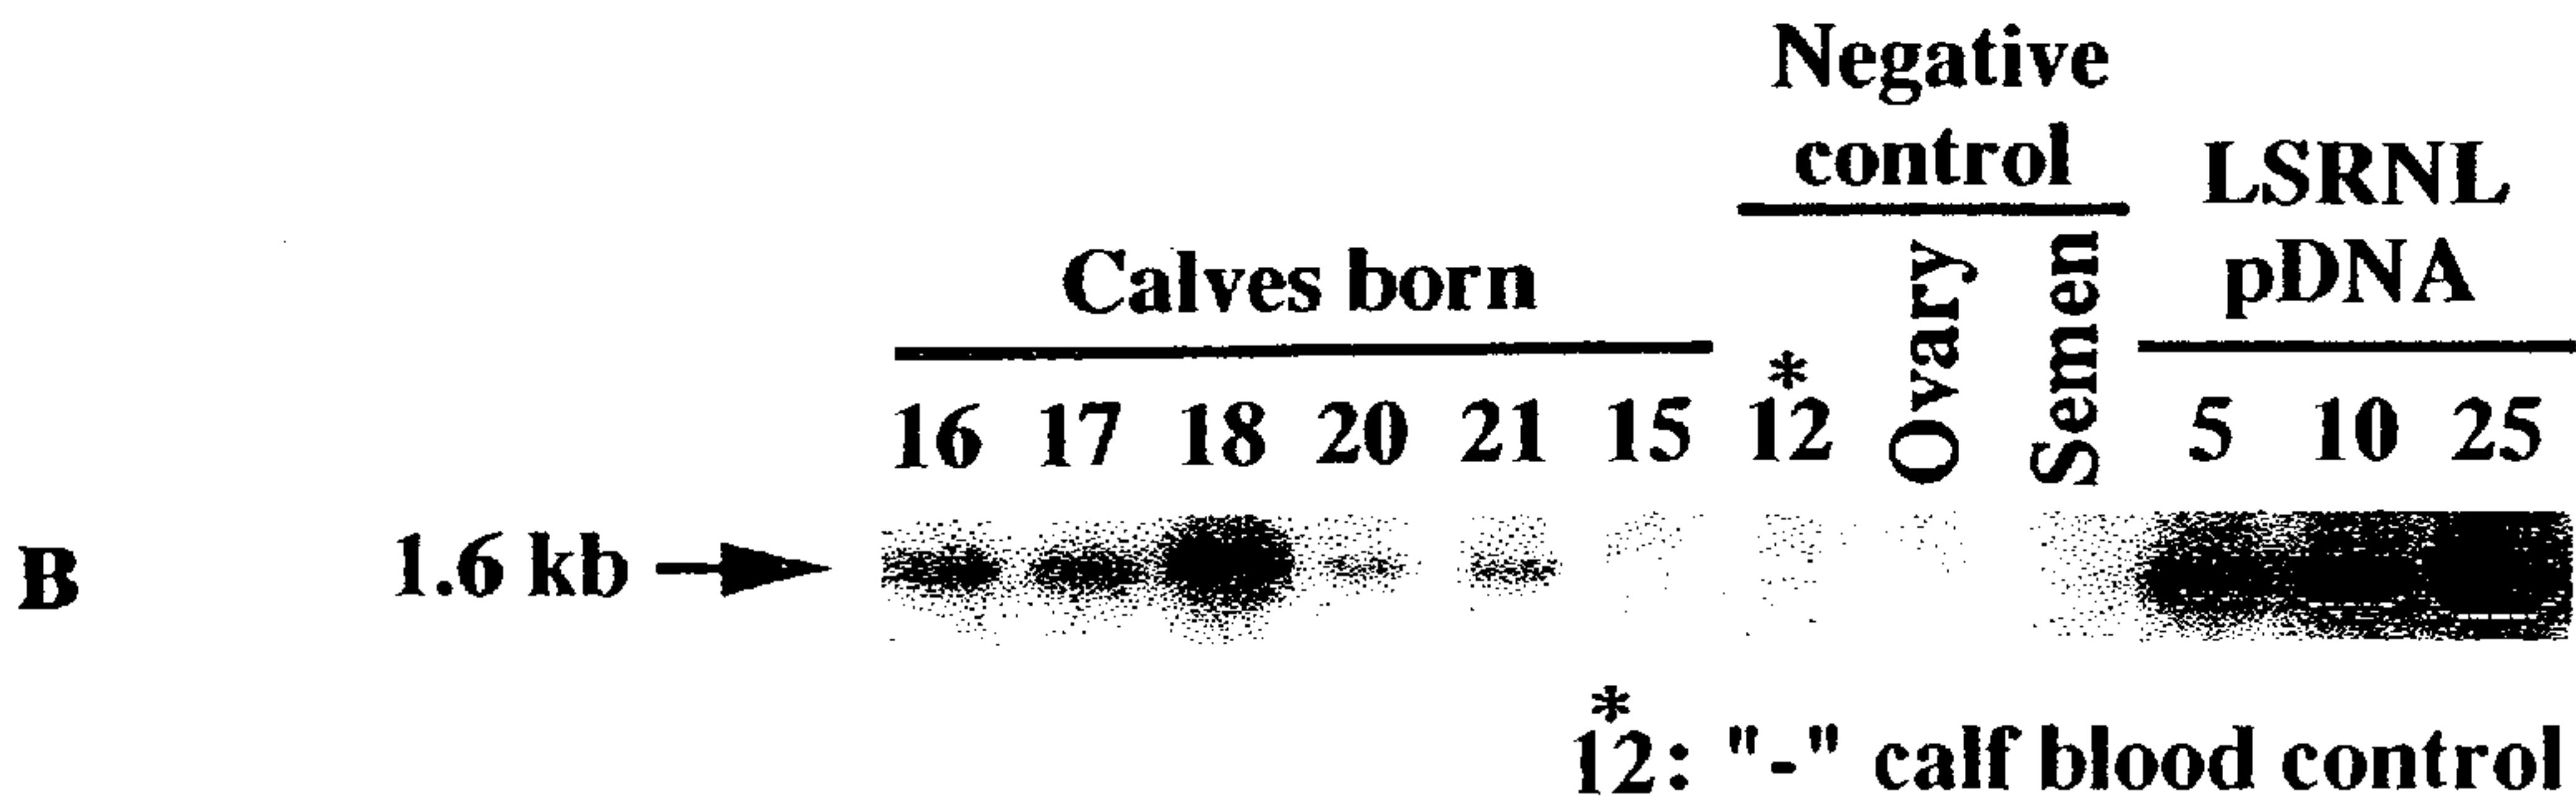 Negative
control
LSRNL
pDNA
Calves born
Ovary
Semen
16 17 18 20 21 15 *12 5 10 25
B 1.6 kb
*12: "-" calf blood control